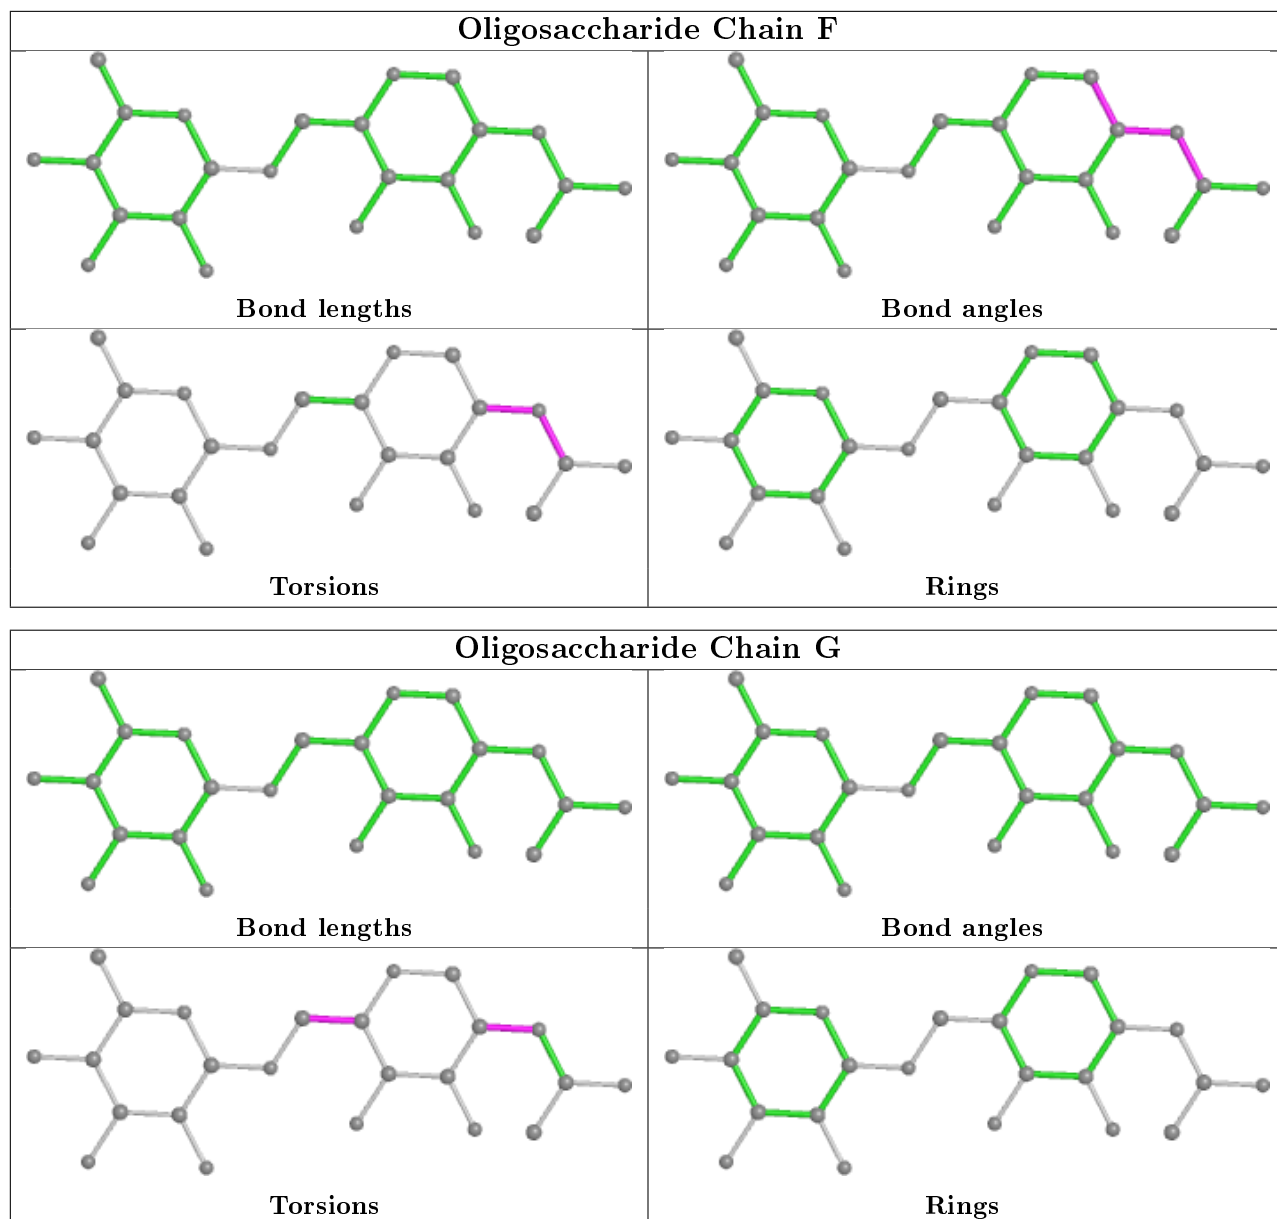 Oligosaccharide Chain F
Bond lengths
Bond angles
Torsions
Rings
Oligosaccharide Chain G
Bond lengths
Bond angles
Torsions
Rings